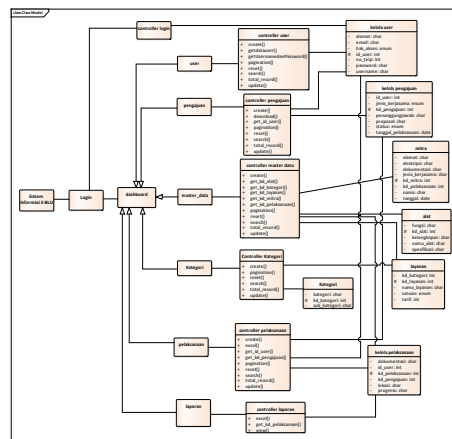 class Class Model
Sistem
Informasi E-BLU
Login
dashboard
controller login
user
pengajuan
master_data
Kategori
pelaksanaan
laporan
controller user
+ create()
+ getdatauser()
+ getUsernamedanPassword()
+ pagination()
+ reset()
+ search()
+ total_record()
+ update()
controller pengajuan
+ create()
+ download()
+ get_id_user()
+ pagination()
+ reset()
+ search()
+ total_record()
+ update()
controller master data
+ create()
+ get_kd_alat()
+ get_kd_kategori()
+ get_kd_layanan()
+ get_kd_mitra()
+ get_kd_pelaksanaan()
+ pagination()
+ reset()
+ search()
+ total_record()
+ update()
Controller Kategori
+ create()
+ pagination()
+ reset()
+ search()
+ total_record()
+ update()
Kategori
- kategori: char
# kd_kategori: int
- sub_kategori: char
controller pelaksanaan
+ create()
+ excel()
+ get_id_user()
+ get_kd_pengajuan()
+ pagination()
+ reset()
+ search()
+ total_record()
+ update()
controller laporan
+ excel()
+ get_kd_pelaksanaan()
+ view()
kelola user
- alamat: char
- email: char
- hak_akses: enum
# id_user: int
- no_telp: int
- password: char
- username: char
kelola pengajuan
- id_user: int
- jenis_kerjasama: enum
# kd_pengajuan: int
- penanggungjawab: char
- proposal: char
- status: enum
- tanggal_pelaksanaan: date
mitra
- alamat: char
- deskripsi: char
- dokumentasi: char
- jenis_kerjasama: char
# kd_mitra: int
- kd_pelaksanaan: int
- nama: char
- tanggal: date
alat
- fungsi: char
# kd_alat: int
- kelengkapan: char
- nama_alat: char
- spesifikasi: char
layanan
- kd_kategori: int
# kd_layanan: int
- nama_layanan: char
- satuan: enum
- tarif: int
kelola pelaksanaan
- dokumentasi: char
- id_user: int
# kd_pelaksanaan: int
- kd_pengajuan: int
- lokasi: char
- progres: char